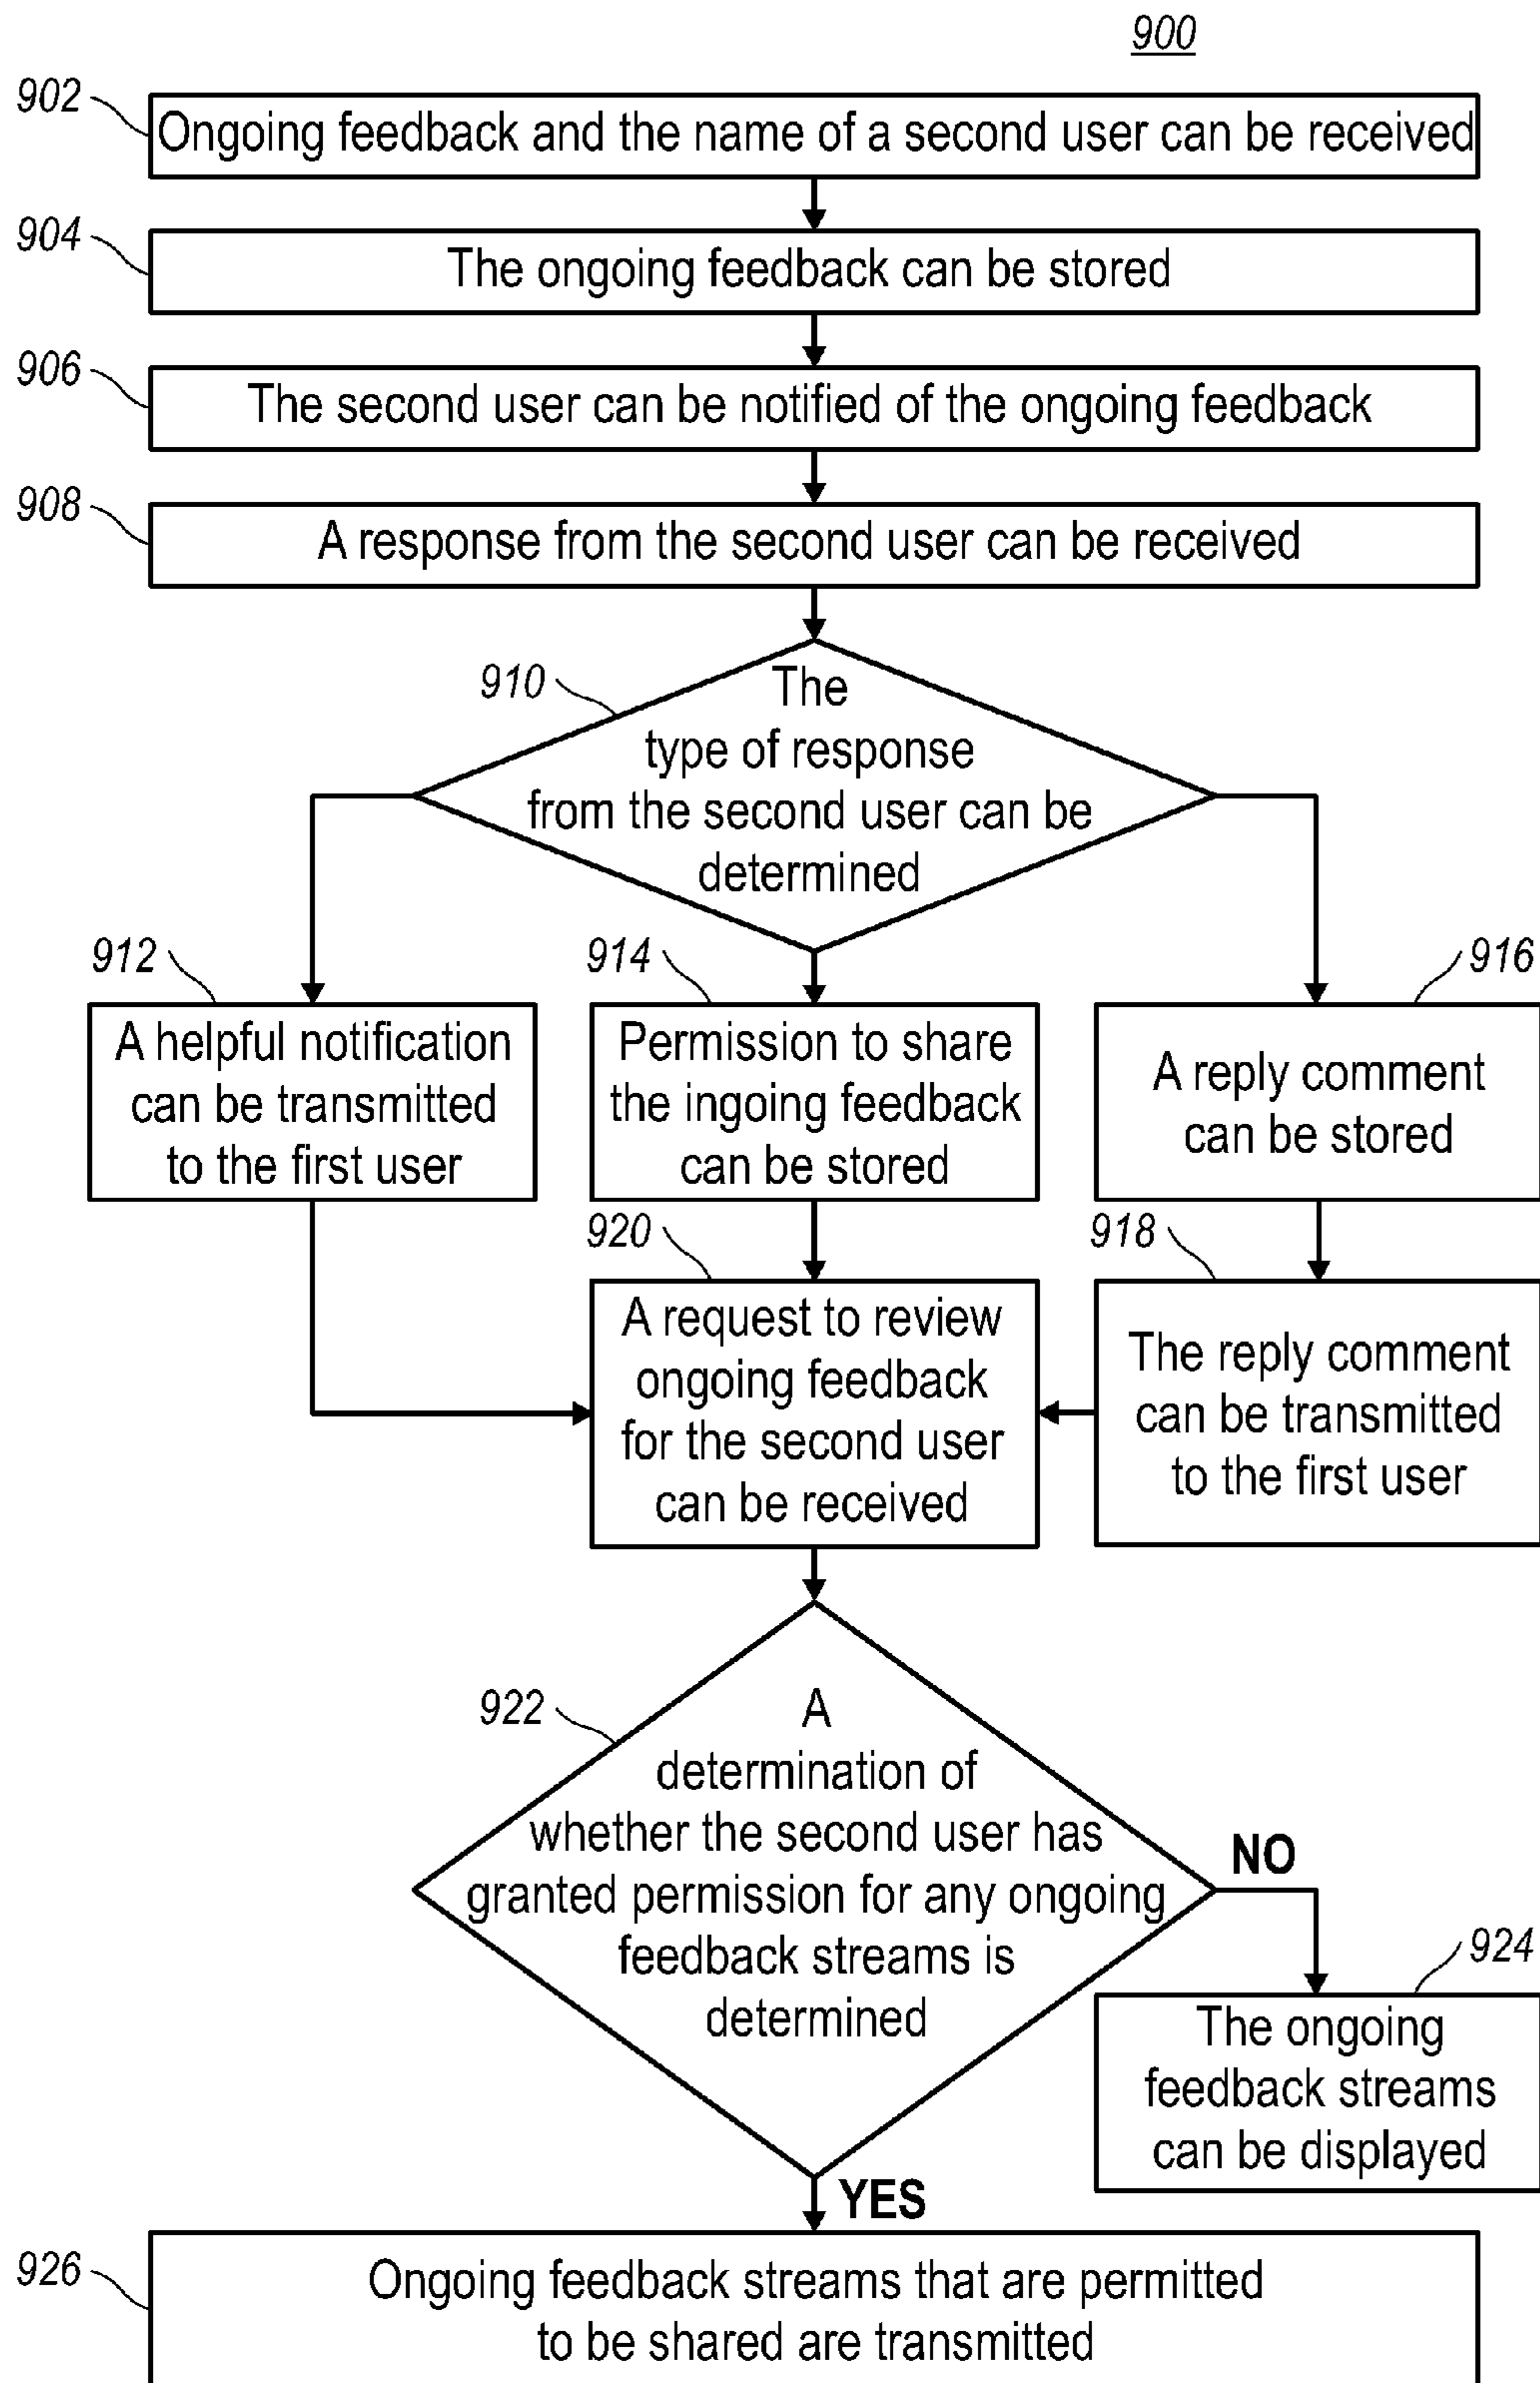 900
902
Ongoing feedback and the name of a second user can be received
904
The ongoing feedback can be stored
906
The second user can be notified of the ongoing feedback
908
A response from the second user can be received
910
The
type of response
from the second user can be
determined
912
A helpful notification
can be transmitted
to the first user
914
Permission to share
the ingoing feedback
can be stored
916
A reply comment
can be stored
920
A request to review
ongoing feedback
for the second user
can be received
918
The reply comment
can be transmitted
to the first user
922
A
determination of
whether the second user has
granted permission for any ongoing
feedback streams is
determined
NO
924
The ongoing
feedback streams
can be displayed
YES
926
Ongoing feedback streams that are permitted
to be shared are transmitted